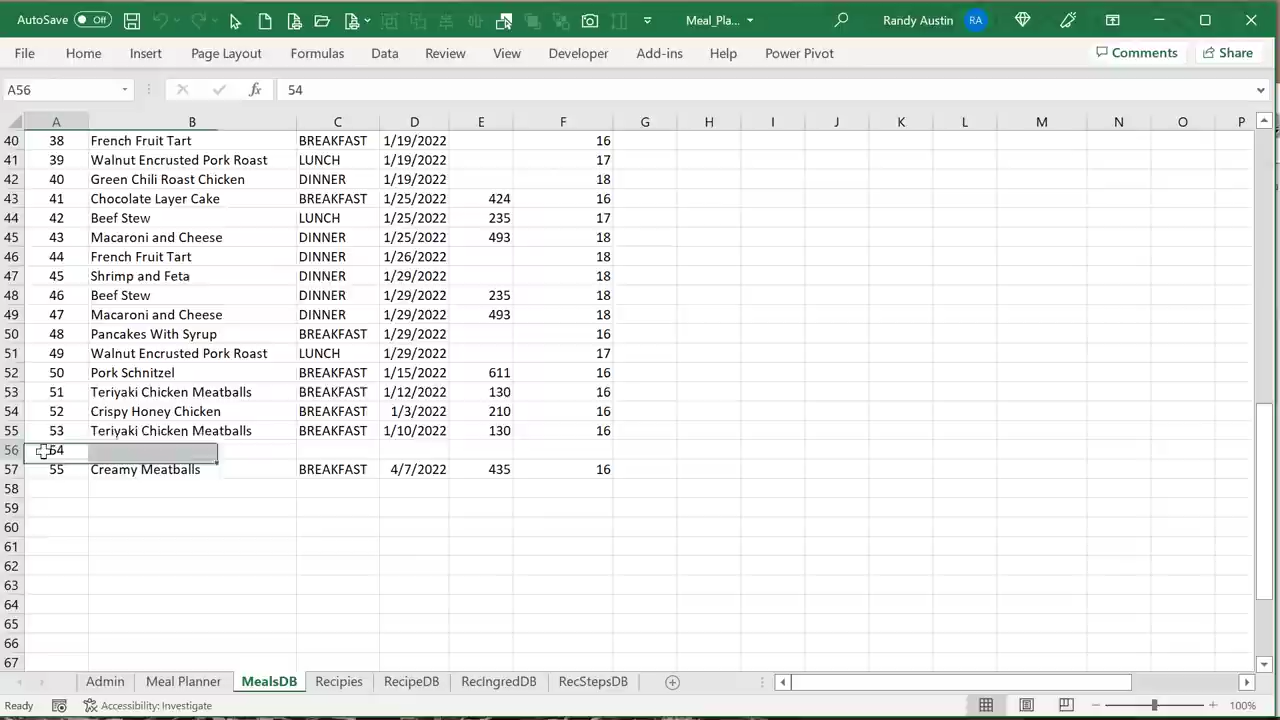 AutoSave Off Meal_Pla... Randy Austin RA
File Home Insert Page Layout Formulas Data Review View Developer Add-ins Help Power Pivot Comments Share
A56 fx 54
A B C D E F G H I J K L M N O P
40 38 French Fruit Tart BREAKFAST 1/19/2022 16
41 39 Walnut Encrusted Pork Roast LUNCH 1/19/2022 17
42 40 Green Chili Roast Chicken DINNER 1/19/2022 18
43 41 Chocolate Layer Cake BREAKFAST 1/25/2022 424 16
44 42 Beef Stew LUNCH 1/25/2022 235 17
45 43 Macaroni and Cheese DINNER 1/25/2022 493 18
46 44 French Fruit Tart DINNER 1/26/2022 18
47 45 Shrimp and Feta DINNER 1/29/2022 18
48 46 Beef Stew DINNER 1/29/2022 235 18
49 47 Macaroni and Cheese DINNER 1/29/2022 493 18
50 48 Pancakes With Syrup BREAKFAST 1/29/2022 16
51 49 Walnut Encrusted Pork Roast LUNCH 1/29/2022 17
52 50 Pork Schnitzel BREAKFAST 1/15/2022 611 16
53 51 Teriyaki Chicken Meatballs BREAKFAST 1/12/2022 130 16
54 52 Crispy Honey Chicken BREAKFAST 1/3/2022 210 16
55 53 Teriyaki Chicken Meatballs BREAKFAST 1/10/2022 130 16
56 54
57 55 Creamy Meatballs BREAKFAST 4/7/2022 435 16
58
59
60
61
62
63
64
65
66
67
Admin Meal Planner MealsDB Recipies RecipeDB RecIngredDB RecStepsDB
Ready Accessibility: Investigate 100%